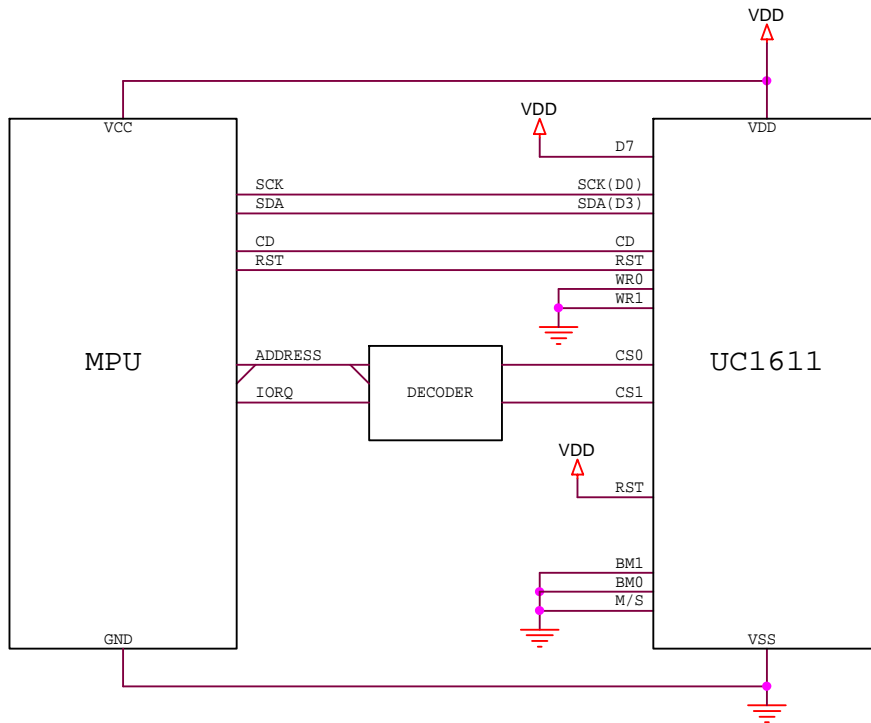 VDD
VCC
VDD
VDD
D7
SCK
SCK(D0)
SDA
SDA(D3)
CD
CD
RST
RST
WR0
WR1
MPU
ADDRESS
CS0
UC1611
IORQ
DECODER
CS1
VDD
RST
BM1
BM0
M/S
GND
VSS